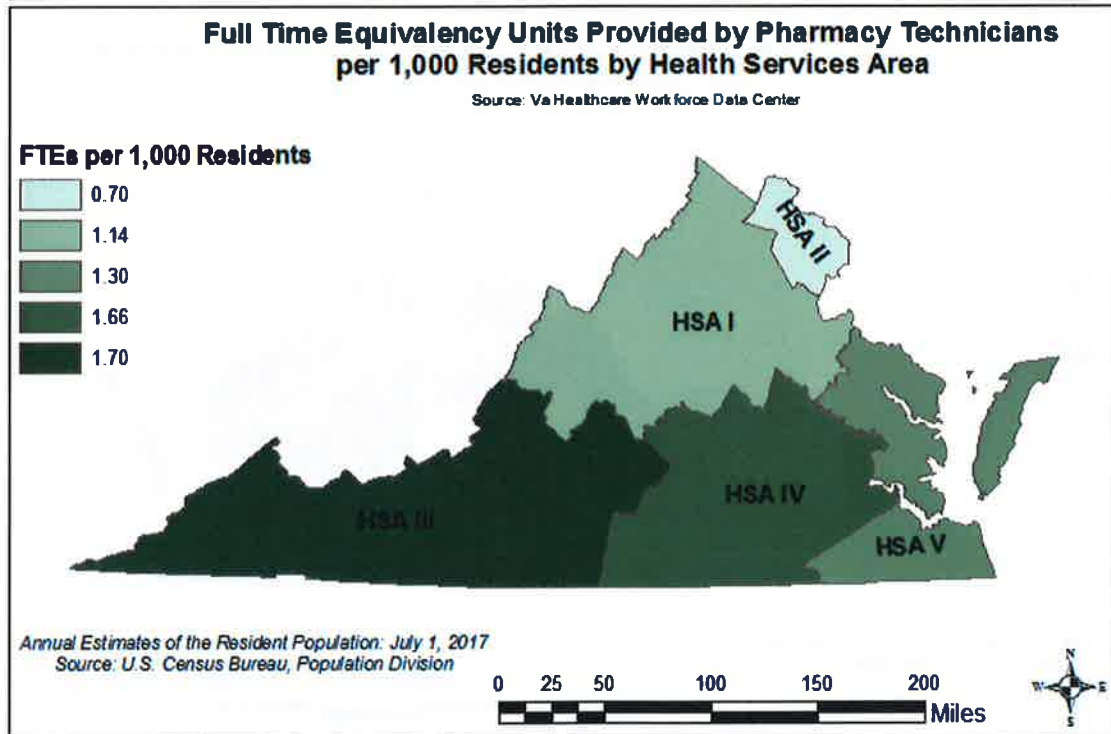 Full Time Equivalency Units Provided by Pharmacy Technicians
per 1,000 Residents by Health Services Area
Source: Va Healthcare Workforce Data Center
FTEs per 1,000 Residents
0.70
1.14
1.30
1.66
1.70
HSA II
HSA I
HSA IV
HSA III
HSA V
Annual Estimates of the Resident Population: July 1, 2017
Source: U.S. Census Bureau, Population Division
0 25 50 100 150 200
Miles
N
W E
S